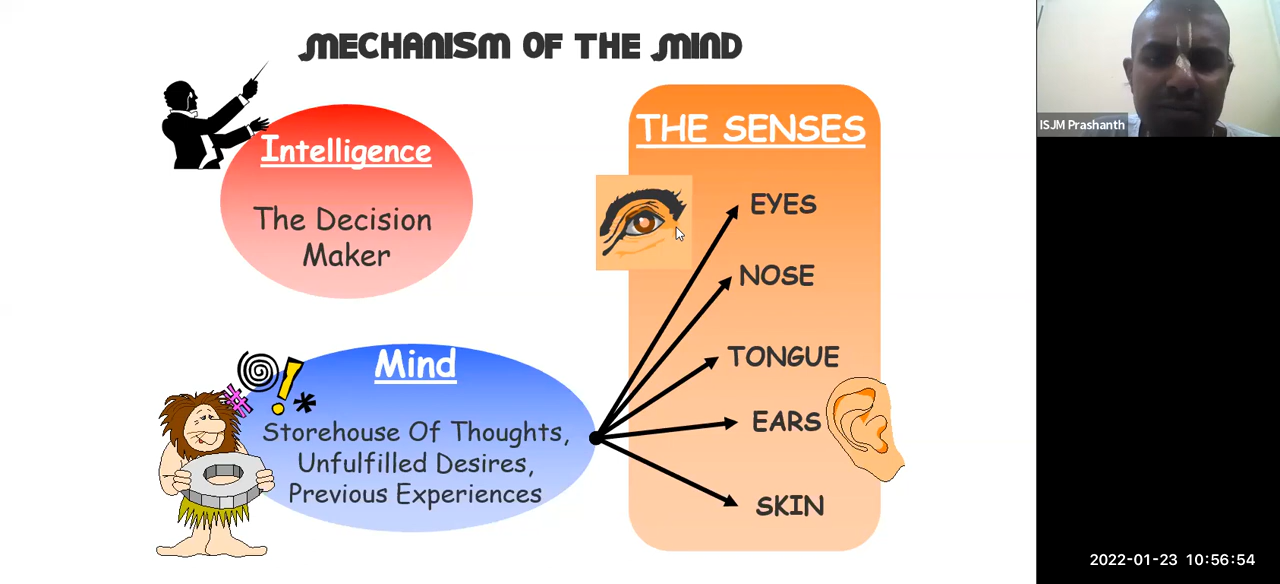 MECHANISM OF THE MIND
Intelligence
The Decision
Maker
Mind
Storehouse Of Thoughts,
Unfulfilled Desires,
Previous Experiences
THE SENSES
EYES
NOSE
TONGUE
EARS
SKIN
ISJM Prashanth
2022-01-23 10:56:54